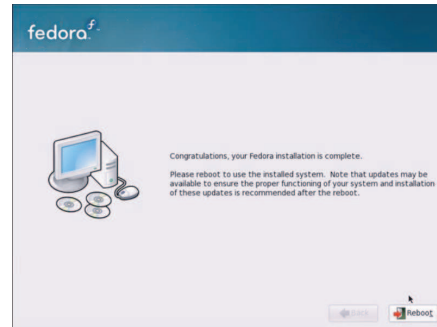 fedora
Congratulations, your Fedora installation is complete.
Please reboot to use the installed system. Note that updates may be
available to ensure the proper functioning of your system and installation
of these updates is recommended after the reboot.
Back
Reboot